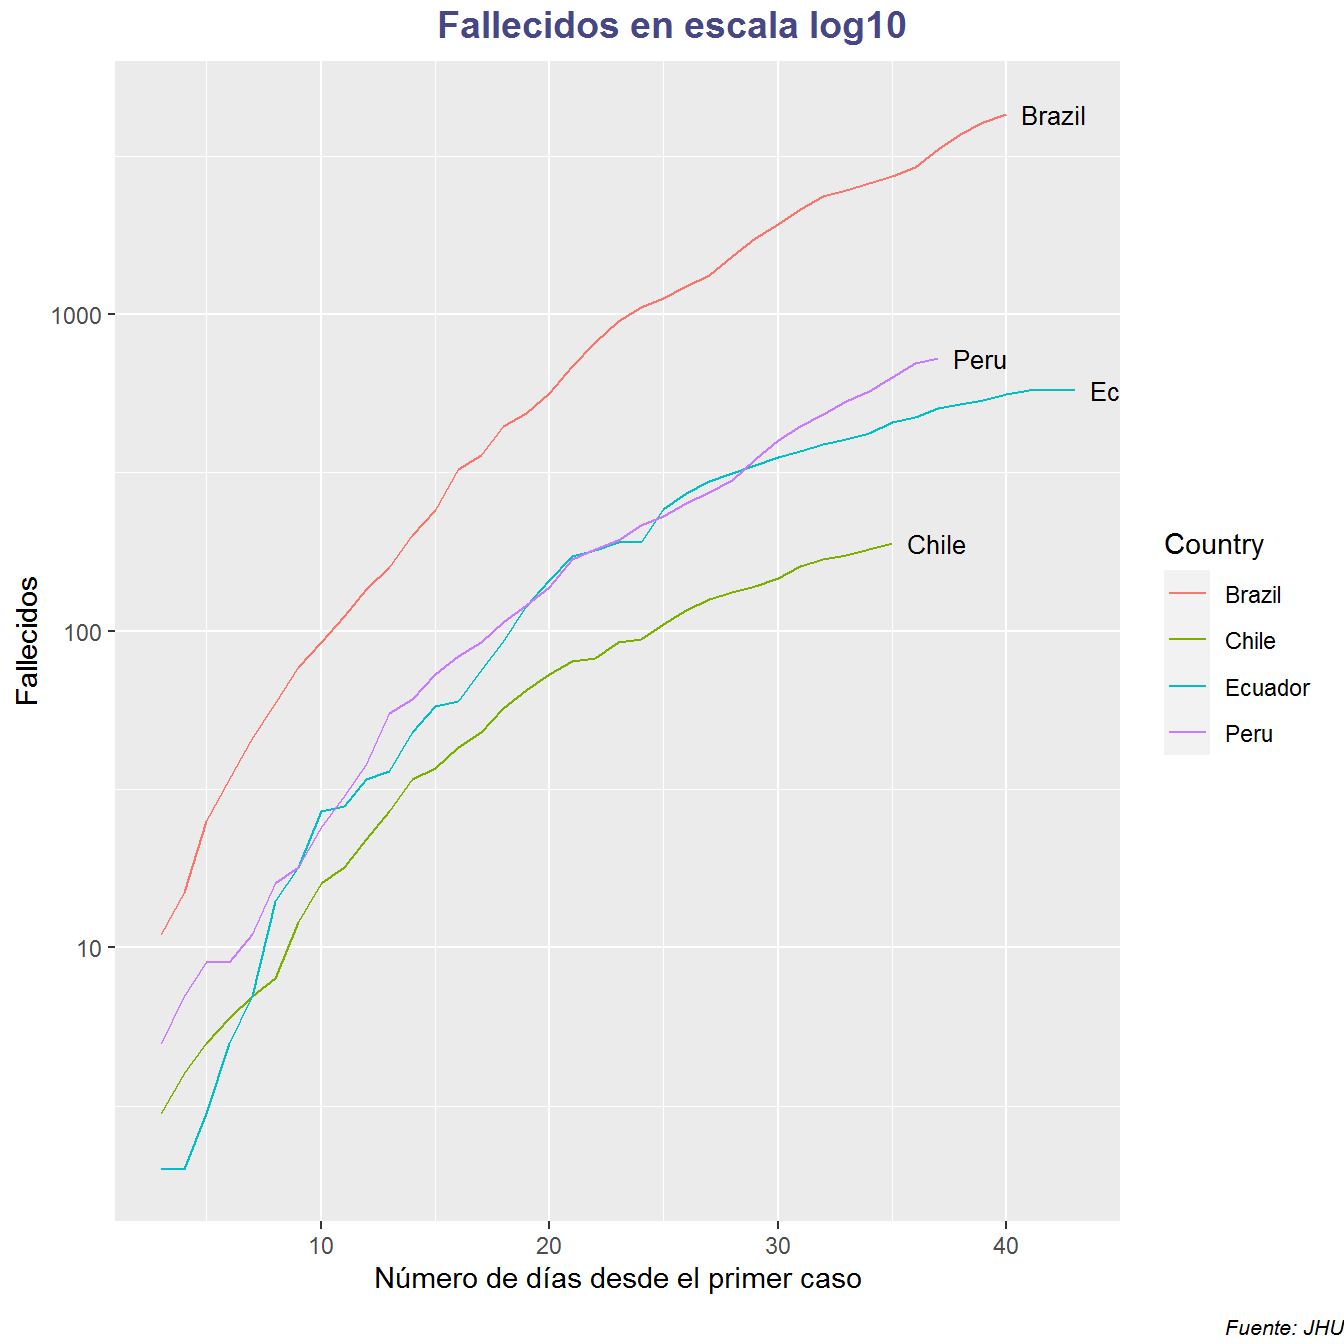 Fallecidos en escala log10
Brazil
1000
Peru
Ec
Chile
Country
Brazil
100
Chile
Fallecidos
Ecuador
Peru
10
10 20 30 40
Número de días desde el primer caso
Fuente: JHU